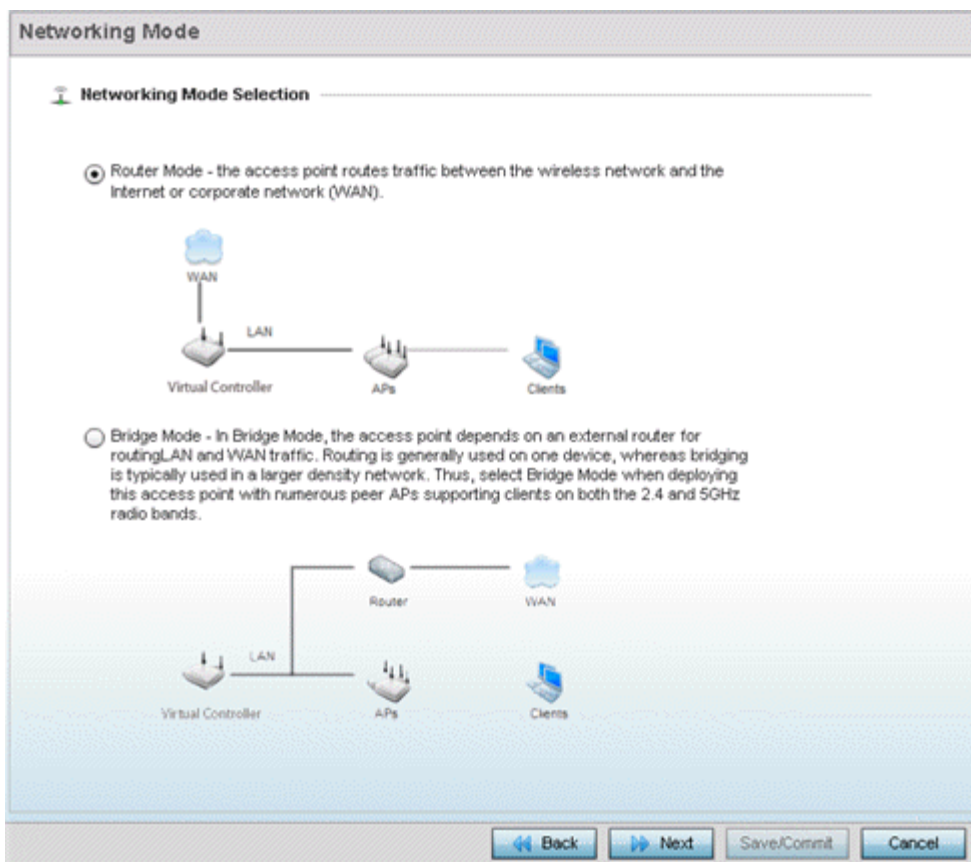 Networking Mode
Networking Mode Selection
Router Mode - the access point routes traffic between the wireless network and the
Internet or corporate network (WAN).
WAN
LAN
Virtual Controller
APs
Clients
Bridge Mode - In Bridge Mode, the access point depends on an external router for
routingLAN and WAN traffic. Routing is generally used on one device, whereas bridging
is typically used in a larger density network. Thus, select Bridge Mode when deploying
this access point with numerous peer APs supporting clients on both the 2.4 and 5GHz
radio bands.
Router
WAN
LAN
Virtual Controller
APs
Clients
Back
Next
Save/Commit
Cancel